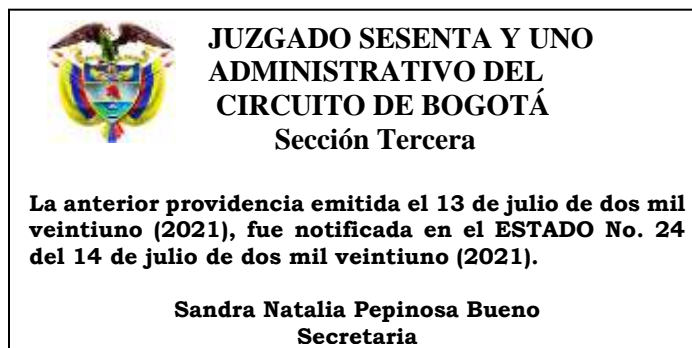 JUZGADO SESENTA Y UNO
ADMINISTRATIVO DEL
CIRCUITO DE BOGOTÁ
Sección Tercera
La anterior providencia emitida el 13 de julio de dos mil
veintiuno (2021), fue notificada en el ESTADO No. 24
del 14 de julio de dos mil veintiuno (2021).
Sandra Natalia Pepinosa Bueno
Secretaria